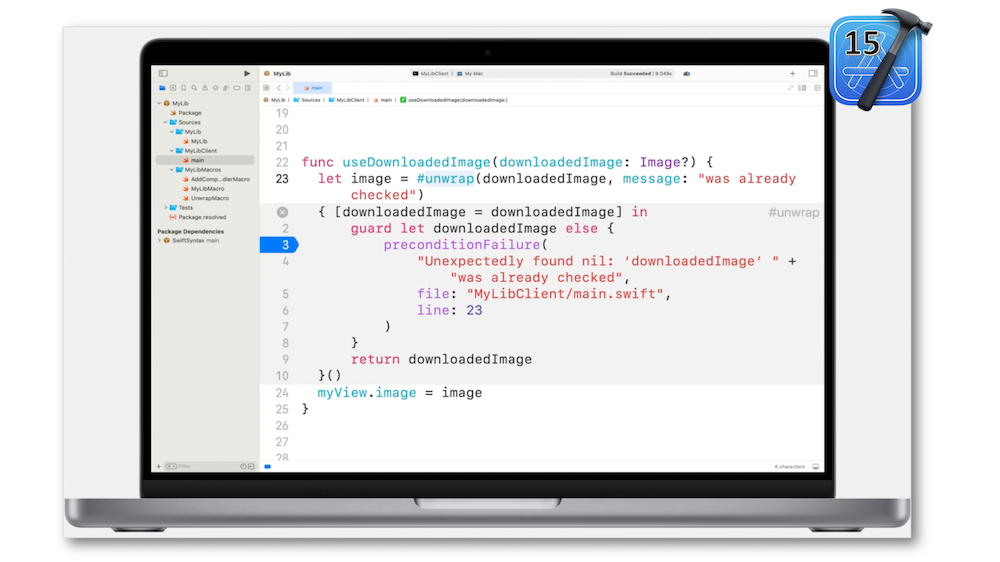 15
MyLib
MyLibClient
My Mac
Build Succeeded | 9.049s
main
MyLib
Sources
MyLibClient
main
useDownloadedImage(downloadedImage:)
MyLib
Package
Sources
MyLib
MyLib
MyLibClient
main
MyLibMacros
AddComp...dlerMacro
MyLibMacro
UnwrapMacro
Tests
Package.resolved
Package Dependencies
SwiftSyntax main
Filter
19
20
21
22 func useDownloadedImage(downloadedImage: Image?) {
23 let image = #unwrap(downloadedImage, message: "was already
checked")
{ [downloadedImage = downloadedImage] in #unwrap
2 guard let downloadedImage else {
3 preconditionFailure(
4 "Unexpectedly found nil: ‘downloadedImage’ " +
"was already checked",
5 file: "MyLibClient/main.swift",
6 line: 23
7 )
8 }
9 return downloadedImage
10 }()
24 myView.image = image
25 }
26
27
28
6 characters